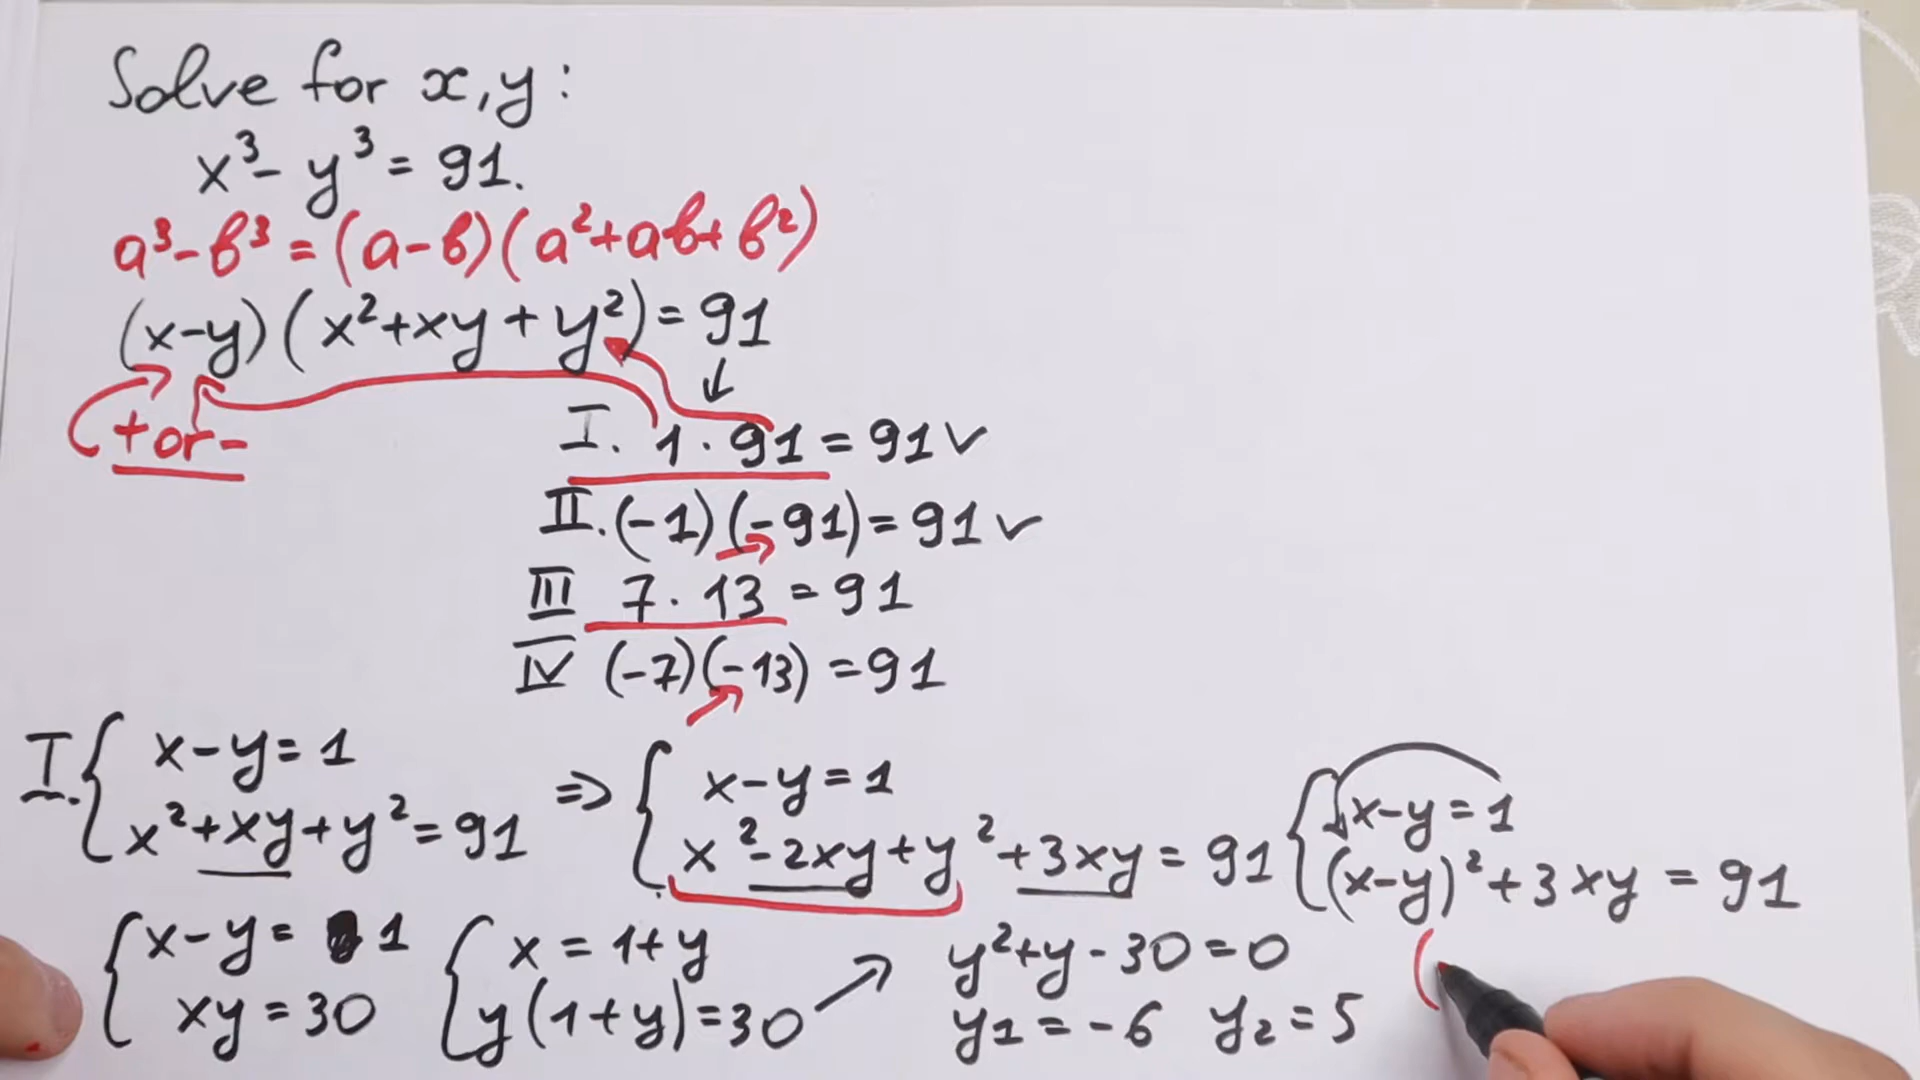 Solve for x, y:
x³ - y³ = 91.
a³ - b³ = (a - b)(a² + ab + b²)
(x-y)(x² + xy + y²) = 91
↓
+ or -
I. 1 · 91 = 91 ✓
II. (-1)(-91) = 91 ✓
III 7 · 13 = 91
IV (-7)(-13) = 91
I. { x-y = 1
x² + xy + y² = 91
⇒ { x-y = 1
x² - 2xy + y² + 3xy = 91
{ x-y = 1
(x-y)² + 3xy = 91
{ x-y = 1
xy = 30
{ x = 1+y
y(1+y) = 30
↗ y² + y - 30 = 0
y1 = -6 y2 = 5
(